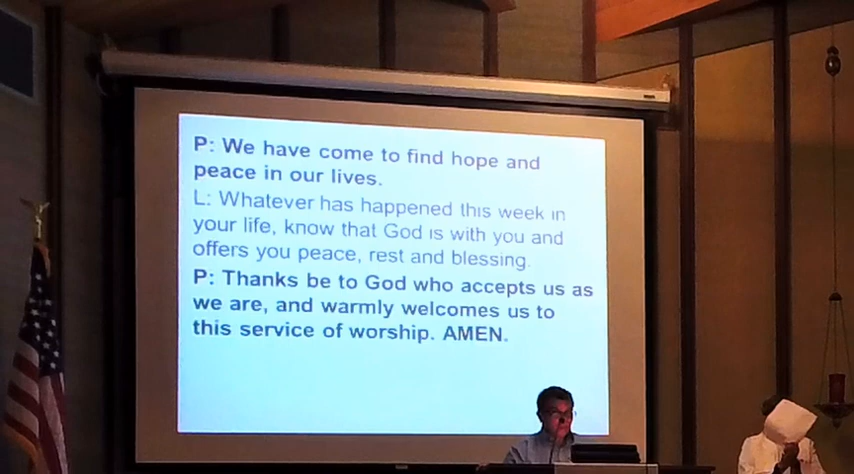 P: We have come to find hope and
peace in our lives.
L: Whatever has happened this week in
your life, know that God is with you and
offers you peace, rest and blessing.
P: Thanks be to God who accepts us as
we are, and warmly welcomes us to
this service of worship. AMEN.